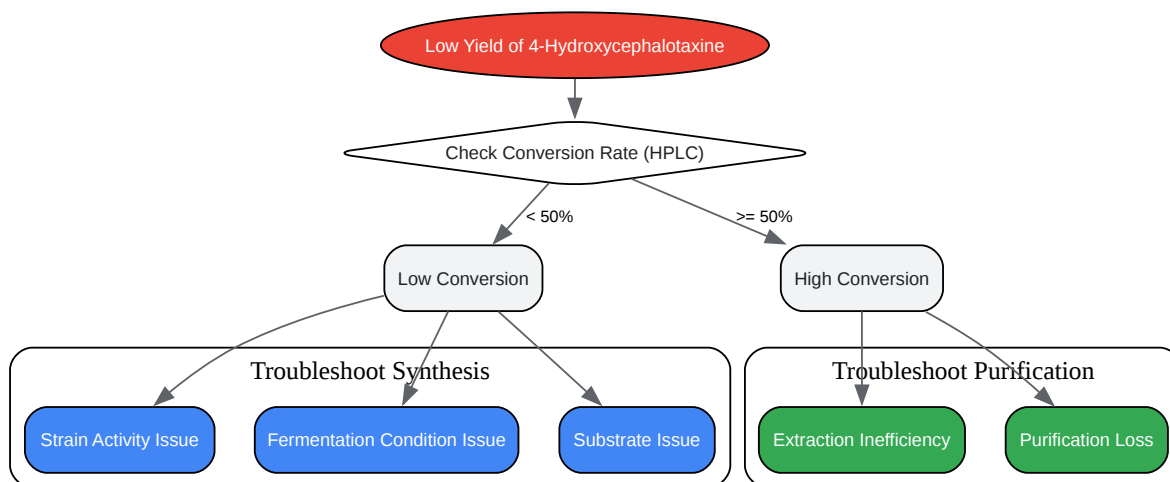 Low Yield of 4-Hydroxycephalotaxine
Check Conversion Rate (HPLC)
< 50%
>= 50%
Low Conversion
High Conversion
Troubleshoot Synthesis
Troubleshoot Purification
Strain Activity Issue
Fermentation Condition Issue
Substrate Issue
Extraction Inefficiency
Purification Loss